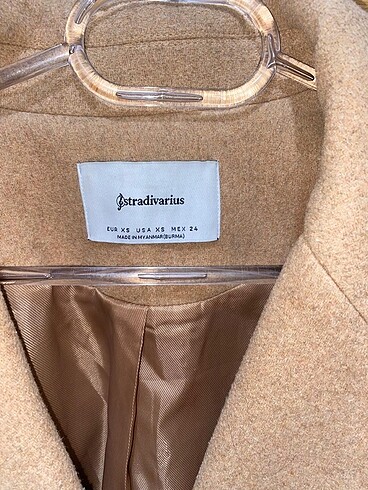 stradivarius
EUR XS USA XS MEX 24
MADE IN MYANMAR(BURMA)